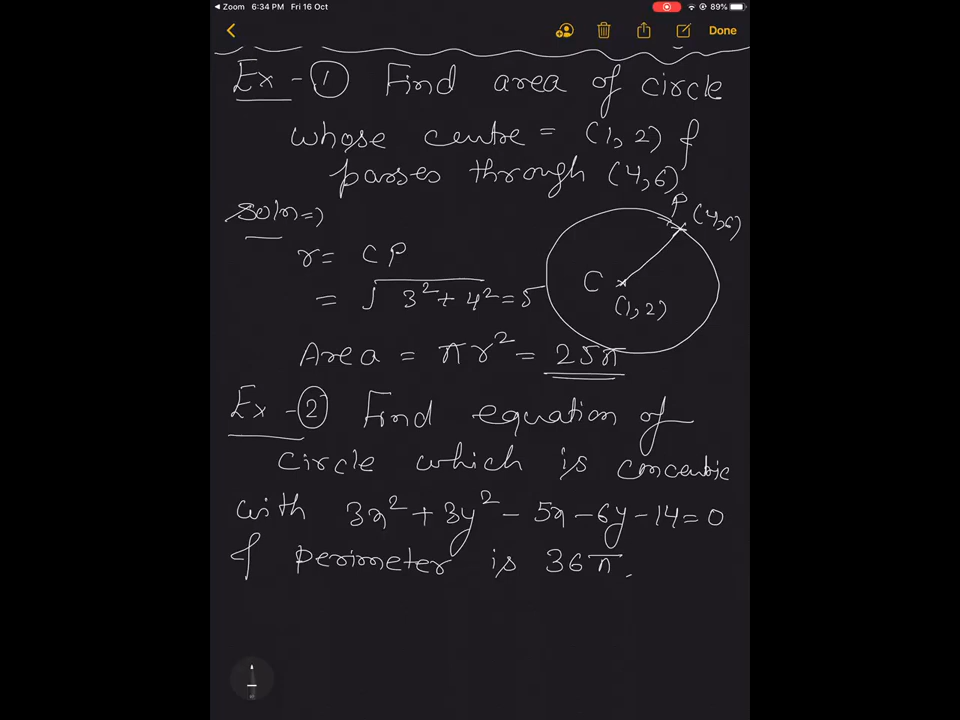 Zoom 6:34 PM Fri 16 Oct 89%
Done
Ex - ① Find area of circle
whose centre = (1, 2) &
passes through (4,6)
Soln ⇒
P (4,6)
r = CP
C
= √3² + 4² = 5
(1, 2)
Area = πr² = 25π
Ex - ② Find equation of
circle which is concentric
with 3x² + 3y² - 5x - 6y - 14 = 0
& perimeter is 36π.